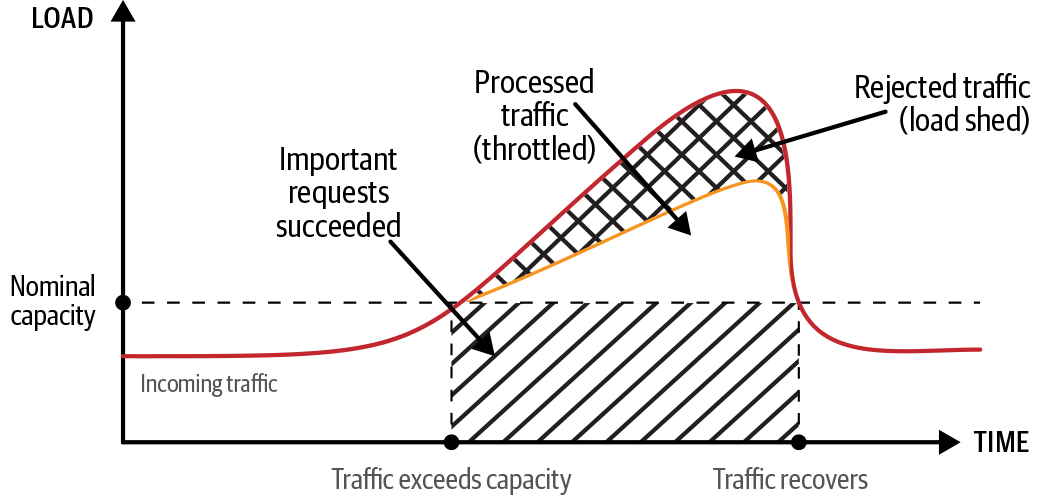 LOAD
Processed
traffic
(throttled)
Rejected traffic
(load shed)
Important
requests
succeeded
Nominal
capacity
Incoming traffic
TIME
Traffic exceeds capacity
Traffic recovers